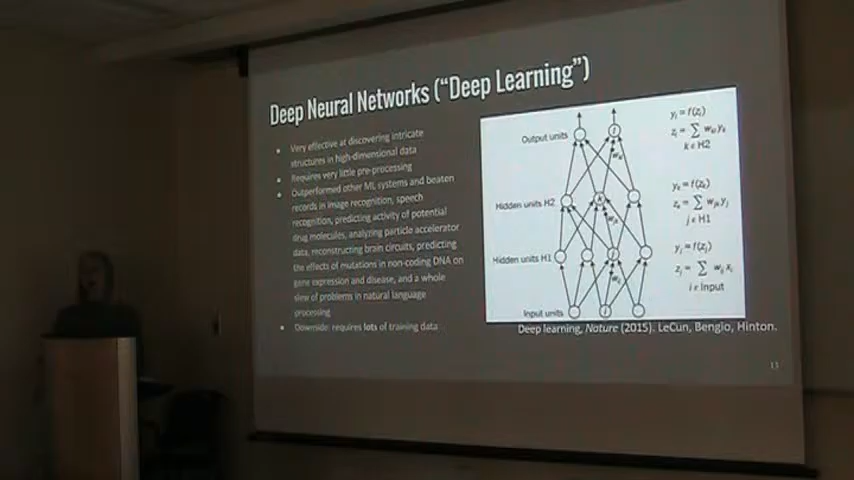 Deep Neural Networks ("Deep Learning")
• Very effective at discovering intricate
structures in high-dimensional data
• Requires very little pre-processing
• Outperformed other ML systems and beaten
records in image recognition, speech
recognition, predicting activity of potential
drug molecules, analyzing particle accelerator
data, reconstructing brain circuits, predicting
the effects of mutations in non-coding DNA on
gene expression and disease, and a whole
slew of problems in natural language
processing
• Downside: requires lots of training data
Output units
l
w_kl
y_l = f(z_l)
z_l = ∑ w_kl y_k
k ∈ H2
Hidden units H2
k
w_jk
y_k = f(z_k)
z_k = ∑ w_jk y_j
j ∈ H1
Hidden units H1
j
w_ij
y_j = f(z_j)
z_j = ∑ w_ij x_i
i ∈ Input
Input units
i
Deep learning, Nature (2015). LeCun, Bengio, Hinton.
13